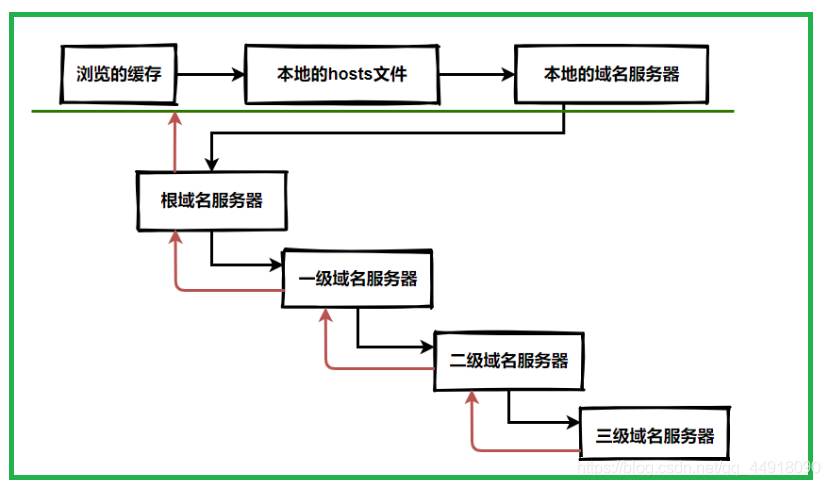 浏览的缓存
本地的hosts文件
本地的域名服务器
根域名服务器
一级域名服务器
二级域名服务器
三级域名服务器
https://blog.csdn.net/qq_44918090